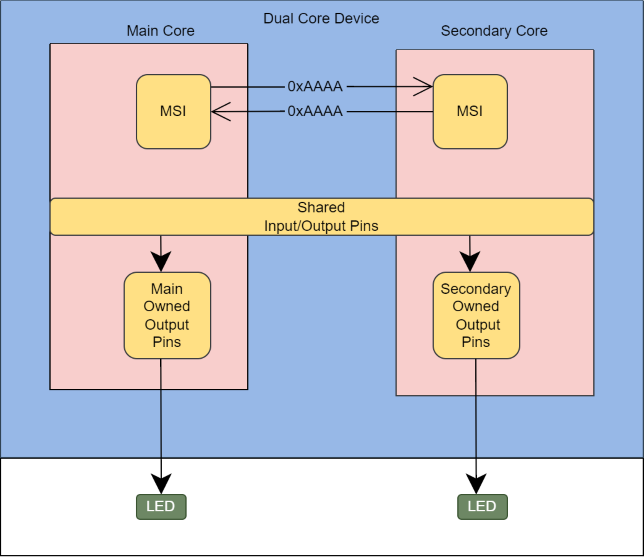 Dual Core Device
Main Core
Secondary Core
MSI
0xAAAA
0xAAAA
MSI
Shared
Input/Output Pins
Main
Owned
Output
Pins
Secondary
Owned
Output
Pins
LED
LED